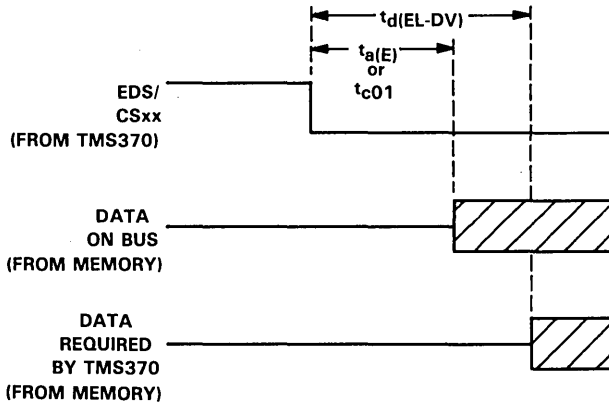 td(EL-DV)
ta(E)
or
tc01
EDS/
CSxx
(FROM TMS370)
DATA
ON BUS
(FROM MEMORY)
DATA
REQUIRED
BY TMS370
(FROM MEMORY)